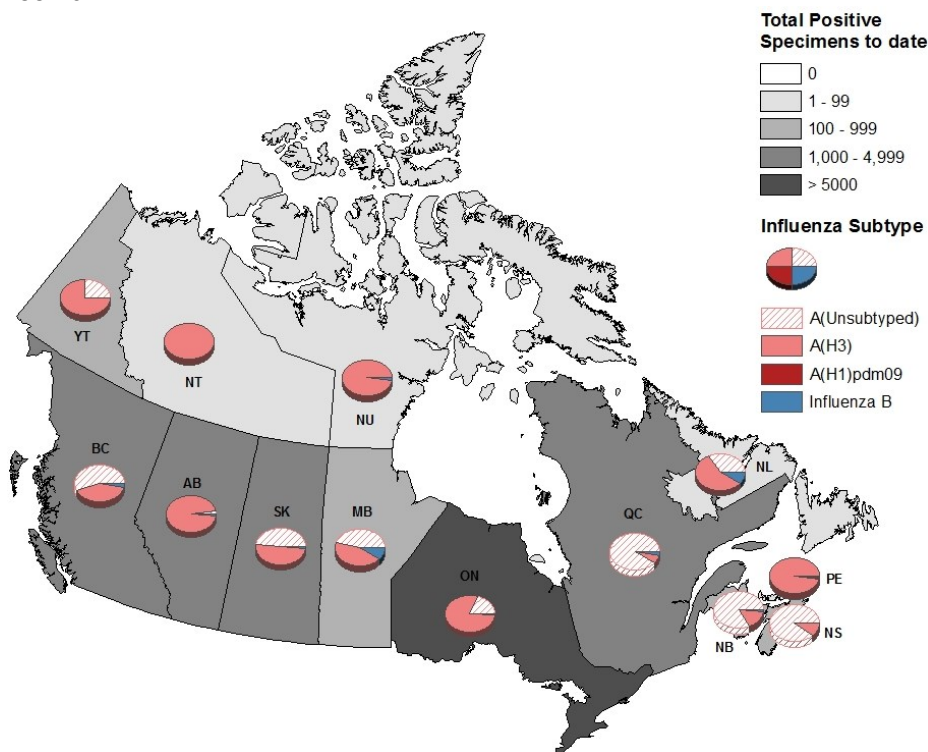 Total Positive
Specimens to date
0
1 - 99
100 - 999
1,000 - 4,999
> 5000
Influenza Subtype
A(Unsubtyped)
A(H3)
A(H1)pdm09
Influenza B
YT
NT
NU
BC
AB
SK
MB
ON
QC
NL
PE
NB
NS